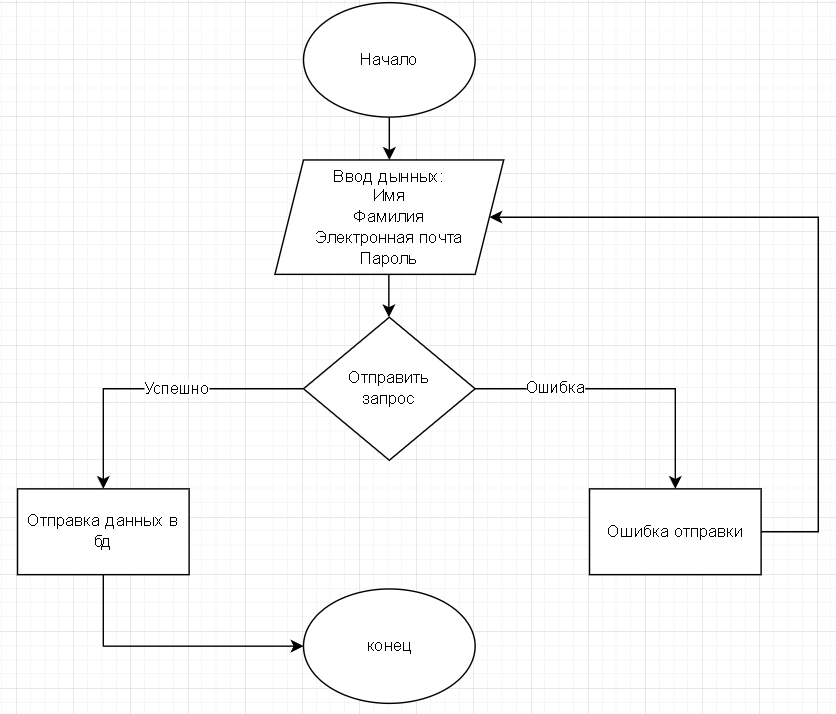 Начало
Ввод дынных:
Имя
Фамилия
Электронная почта
Пароль
Отправить
запрос
Успешно
Ошибка
Отправка данных в
бд
Ошибка отправки
конец